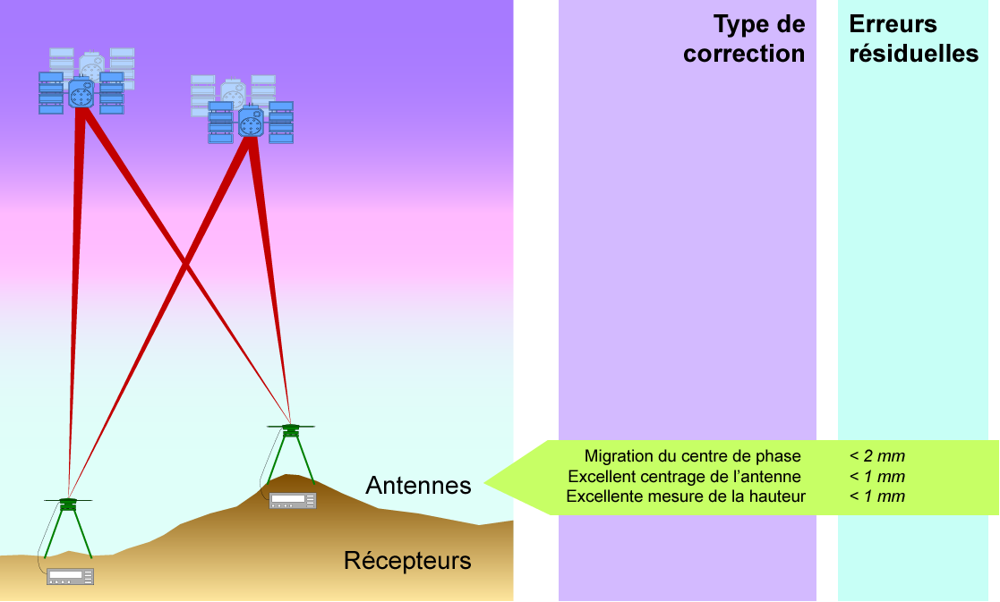 Type de
correction
Erreurs
résiduelles
Antennes
Migration du centre de phase
< 2 mm
Excellent centrage de l’antenne
< 1 mm
Excellente mesure de la hauteur
< 1 mm
Récepteurs